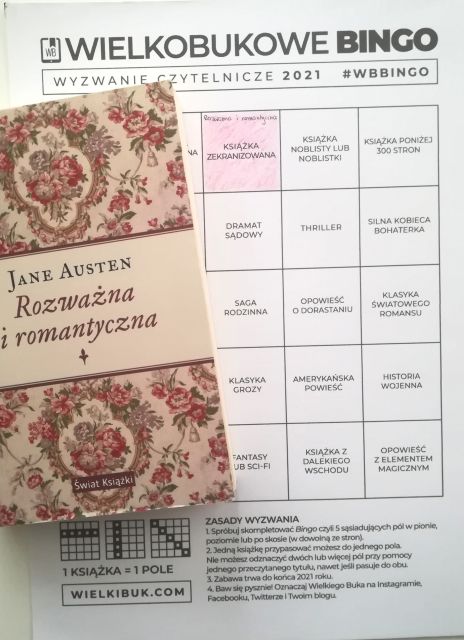 WB
WIELKOBUKOWE BINGO
WYZWANIE CZYTELNICZE 2021 #WBBINGO
Rozważna i romantyczna
NA
KSIĄŻKA
ZEKRANIZOWANA
KSIĄŻKA
NOBLISTY LUB
NOBLISTKI
KSIĄŻKA PONIŻEJ
300 STRON
DRAMAT
SĄDOWY
THRILLER
SILNA KOBIECA
BOHATERKA
JANE AUSTEN
Rozważna
i romantyczna
SAGA
RODZINNA
OPOWIEŚĆ
O DORASTANIU
KLASYKA
ŚWIATOWEGO
ROMANSU
KLASYKA
GROZY
AMERYKAŃSKA
POWIEŚĆ
HISTORIA
WOJENNA
Świat Książki
FANTASY
LUB SCI-FI
KSIĄŻKA Z
DALEKIEGO
WSCHODU
OPOWIEŚĆ
Z ELEMENTEM
MAGICZNYM
1 KSIĄŻKA = 1 POLE
WIELKIBUK.COM
ZASADY WYZWANIA
1. Spróbuj skompletować Bingo czyli 5 sąsiadujących pól w pionie,
poziomie lub po skosie (w dowolną ze stron).
2. Jedną książkę przypasować możesz do jednego pola.
Nie możesz odznaczyć dwóch lub więcej pól przy pomocy
jednego przeczytanego tytułu, nawet jeśli pasuje do obu.
3. Zabawa trwa do końca 2021 roku.
4. Baw się pysznie! Oznaczaj Wielkiego Buka na Instagramie,
Facebooku, Twitterze i Twoim blogu.